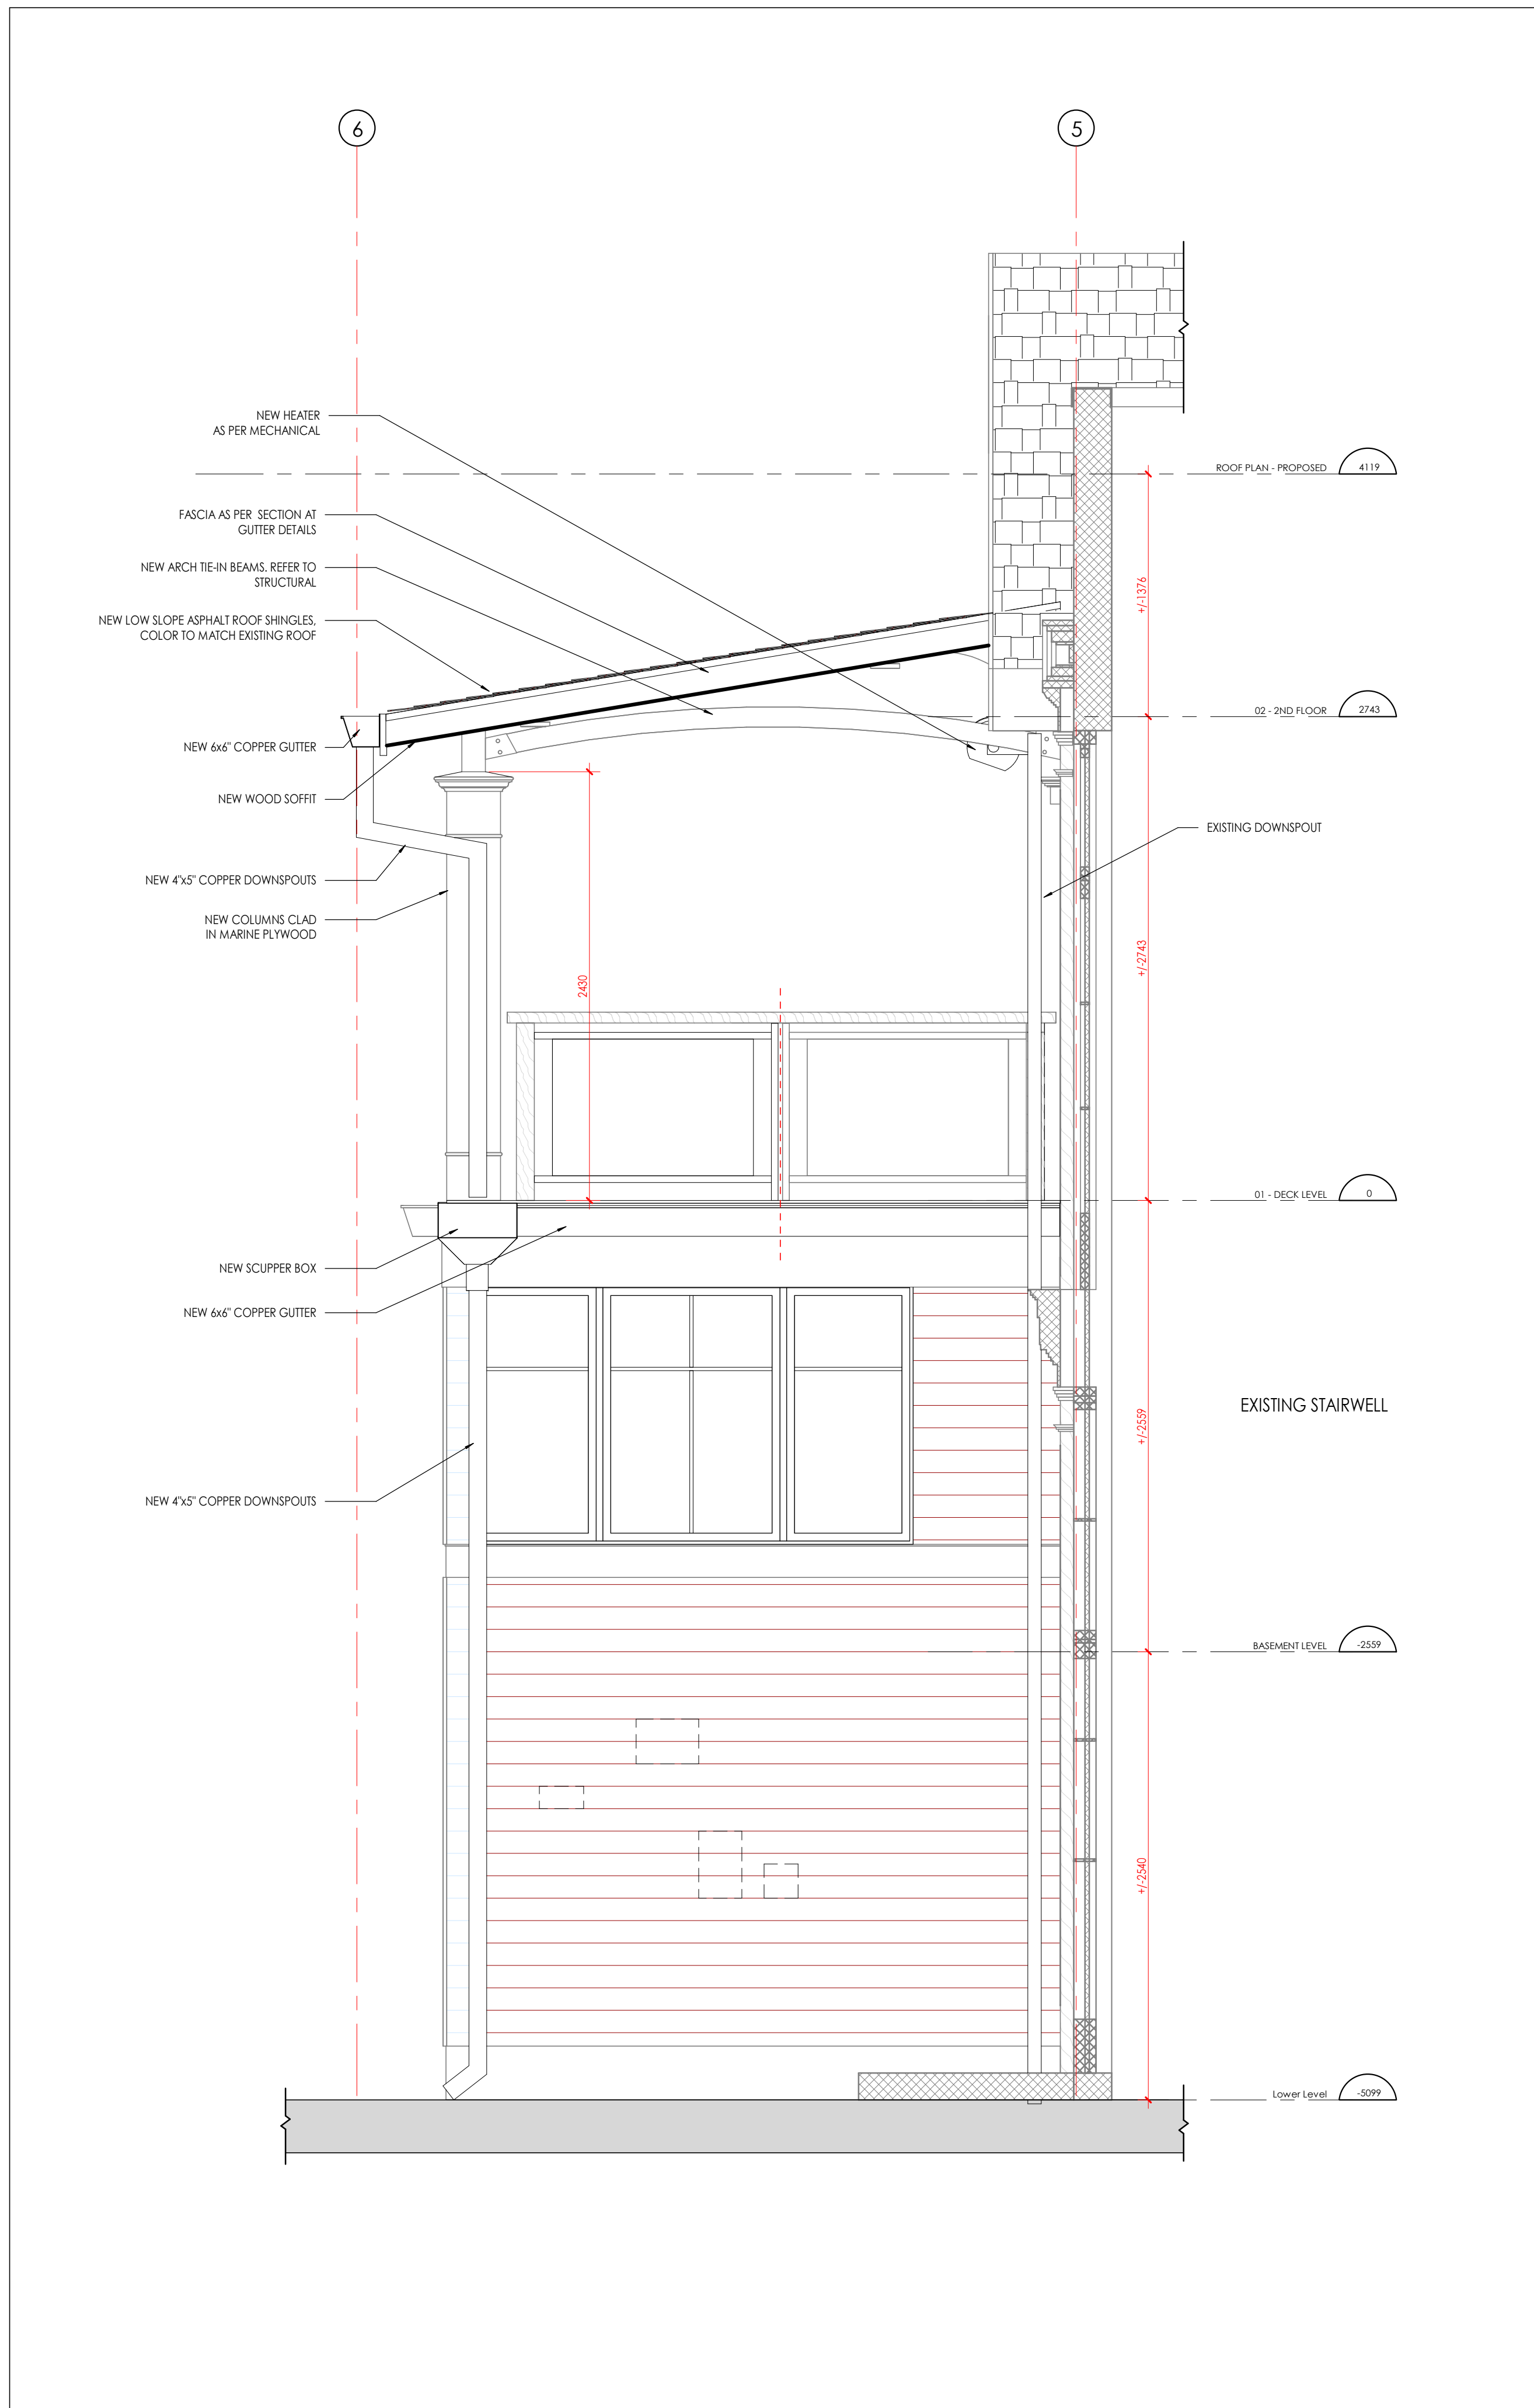 6
5
NEW HEATER
AS PER MECHANICAL
ROOF PLAN - PROPOSED
4119
FASCIA AS PER SECTION AT
GUTTER DETAILS
NEW ARCH TIE-IN BEAMS. REFER TO
STRUCTURAL
+/-1376
NEW LOW SLOPE ASPHALT ROOF SHINGLES,
COLOR TO MATCH EXISTING ROOF
02 - 2ND FLOOR
2743
NEW 6x6" COPPER GUTTER
NEW WOOD SOFFIT
EXISTING DOWNSPOUT
NEW 4"x5" COPPER DOWNSPOUTS
NEW COLUMNS CLAD
IN MARINE PLYWOOD
+/-2743
2430
01 - DECK LEVEL
0
NEW SCUPPER BOX
NEW 6x6" COPPER GUTTER
EXISTING STAIRWELL
+/-2559
NEW 4"x5" COPPER DOWNSPOUTS
BASEMENT LEVEL
-2559
+/-2540
Lower Level
-5099